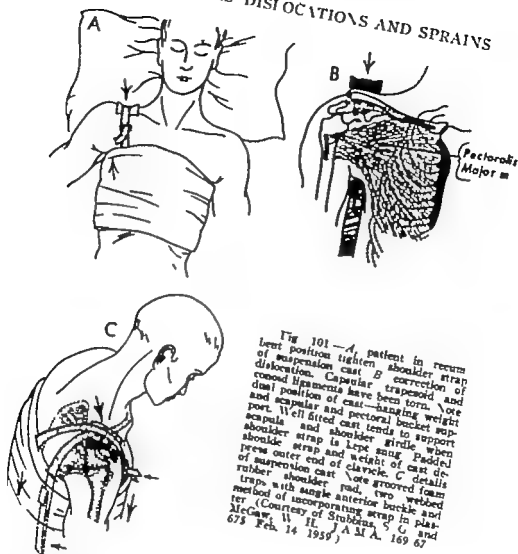 DISLOCATIONS AND SPRAINS
A
B
Pectoralis
Major m
C
Fig 101 —A, patient in recum
bent position tighten shoulder strap
of suspension cast B correction of
dislocation. Capsular trapezoid and
conoid ligaments have been torn. Note
dual position of cast—hanging weight
and scapular and pectoral bucket sup
port. Well fitted cast tends to support
scapula and shoulder girdle when
shoulder strap is kept snug Padded
shoulder strap and weight of cast de
press outer end of clavicle. C details
of suspension cast Note grooved foam
rubber shoulder pad, two webbed
straps with single anterior buckle and
method of incorporating strap in plas
ter (Courtesy of Stubbins, S G and
McGaw, W H. J A M A. 169 67
675 Feb. 14 1959)